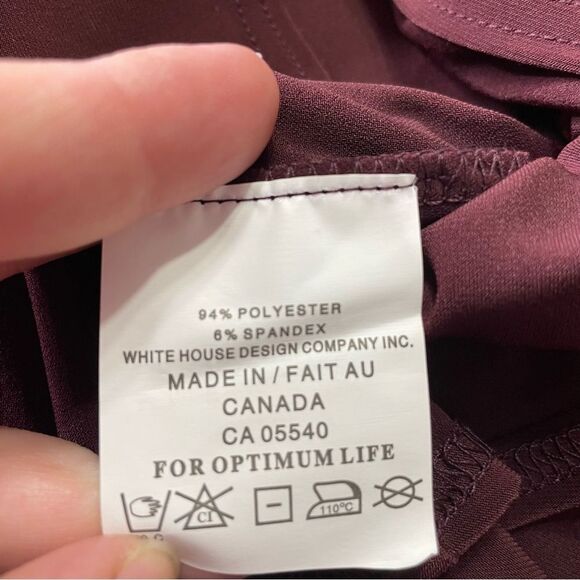 94% POLYESTER
6% SPANDEX
WHITE HOUSE DESIGN COMPANY INC.
MADE IN / FAIT AU
CANADA
CA 05540
FOR OPTIMUM LIFE
Cl
110°C